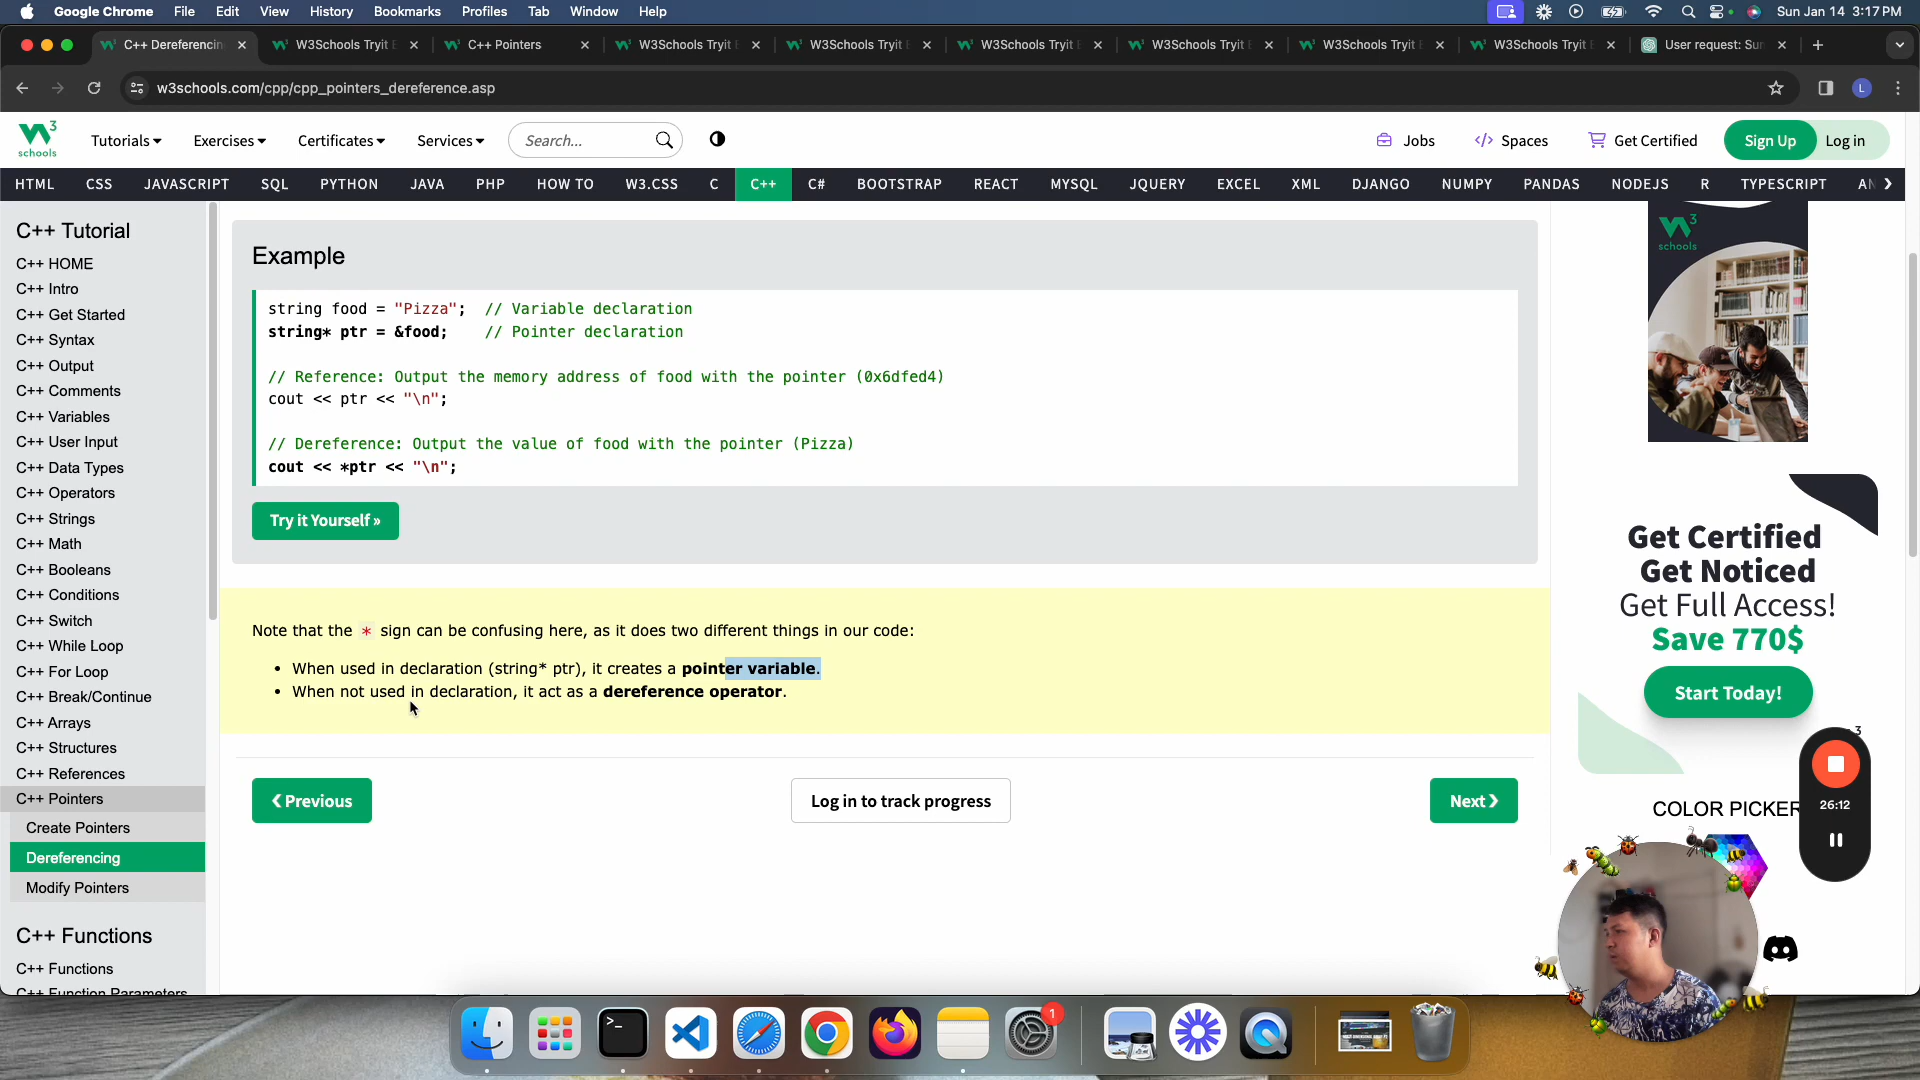 Google Chrome File Edit View History Bookmarks Profiles Tab Window Help Sun Jan 14 3:17 PM
C++ Dereferencin W3Schools Tryit E C++ Pointers W3Schools Tryit E W3Schools Tryit E W3Schools Tryit E W3Schools Tryit E W3Schools Tryit E W3Schools Tryit E User request: Sur
w3schools.com/cpp/cpp_pointers_dereference.asp L
W3 schools Tutorials Exercises Certificates Services Search... Jobs Spaces Get Certified Sign Up Log in
HTML CSS JAVASCRIPT SQL PYTHON JAVA PHP HOW TO W3.CSS C C++ C# BOOTSTRAP REACT MYSQL JQUERY EXCEL XML DJANGO NUMPY PANDAS NODEJS R TYPESCRIPT AN
C++ Tutorial
C++ HOME
C++ Intro
C++ Get Started
C++ Syntax
C++ Output
C++ Comments
C++ Variables
C++ User Input
C++ Data Types
C++ Operators
C++ Strings
C++ Math
C++ Booleans
C++ Conditions
C++ Switch
C++ While Loop
C++ For Loop
C++ Break/Continue
C++ Arrays
C++ Structures
C++ References
C++ Pointers
Create Pointers
Dereferencing
Modify Pointers
C++ Functions
C++ Functions
C++ Function Parameters
Example
string food = "Pizza";  // Variable declaration
string* ptr = &food;    // Pointer declaration
// Reference: Output the memory address of food with the pointer (0x6dfed4)
cout << ptr << "\n";
// Dereference: Output the value of food with the pointer (Pizza)
cout << *ptr << "\n";
Try it Yourself »
Note that the * sign can be confusing here, as it does two different things in our code:
• When used in declaration (string* ptr), it creates a pointer variable.
• When not used in declaration, it act as a dereference operator.
❮ Previous
Log in to track progress
Next ❯
W3 schools
Get Certified
Get Noticed
Get Full Access!
Save 770$
Start Today!
3
26:12
COLOR PICKER
1